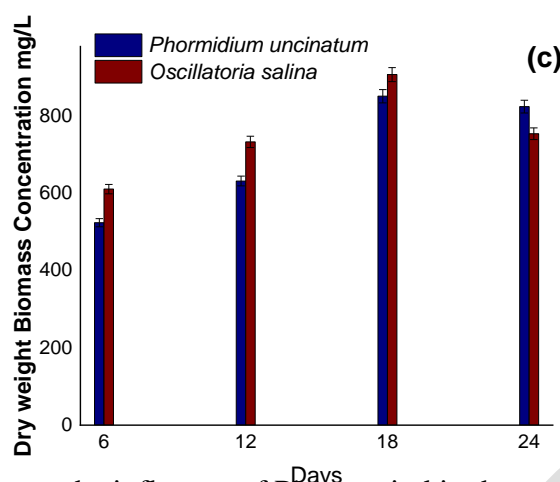 Phormidium uncinatum
Oscillatoria salina
(c)
Dry weight Biomass Concentration mg/L
800
600
400
200
0
6 12 18 24
Days